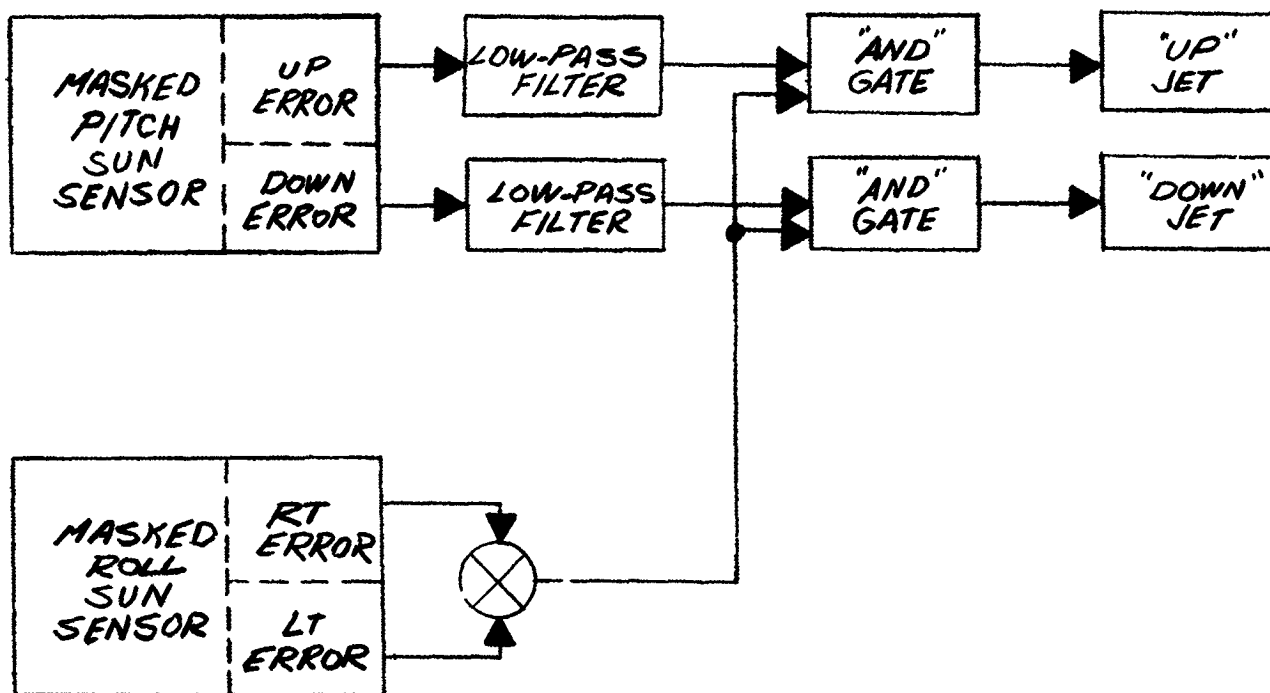 MASKED
PITCH
SUN
SENSOR
UP
ERROR
DOWN
ERROR
LOW-PASS
FILTER
LOW-PASS
FILTER
"AND"
GATE
"AND"
GATE
"UP"
JET
"DOWN"
JET
MASKED
ROLL
SUN
SENSOR
RT
ERROR
LT
ERROR